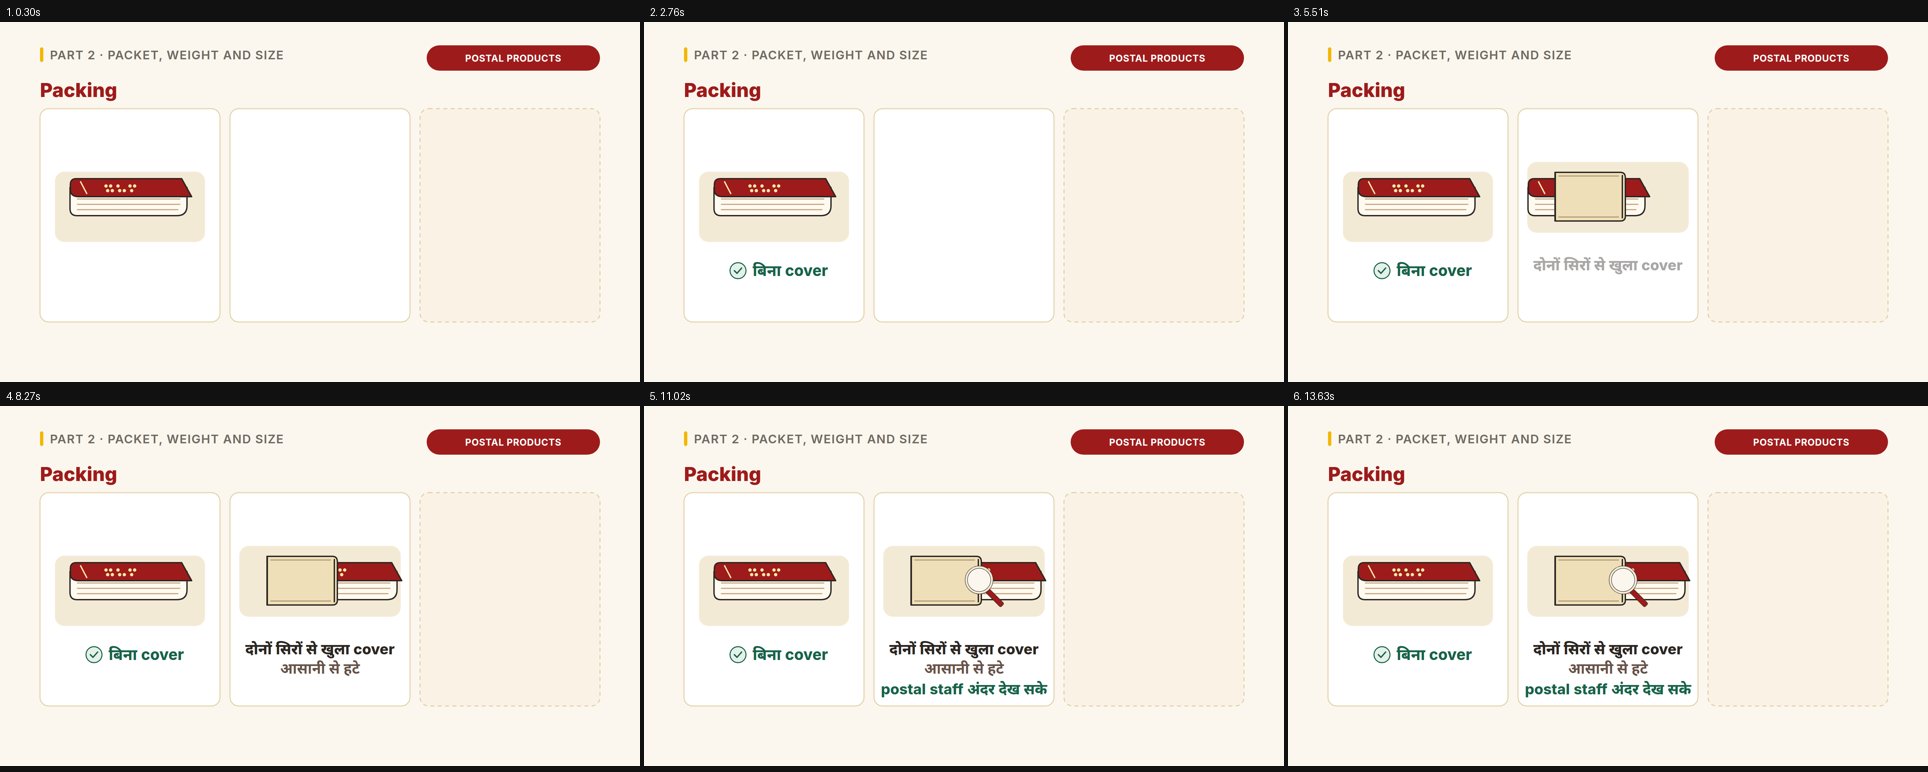 1. 0.30s
PART 2 · PACKET, WEIGHT AND SIZE
POSTAL PRODUCTS
Packing
2. 2.76s
PART 2 · PACKET, WEIGHT AND SIZE
POSTAL PRODUCTS
Packing
बिना cover
3. 5.51s
PART 2 · PACKET, WEIGHT AND SIZE
POSTAL PRODUCTS
Packing
बिना cover
दोनों सिरों से खुला cover
4. 8.27s
PART 2 · PACKET, WEIGHT AND SIZE
POSTAL PRODUCTS
Packing
बिना cover
दोनों सिरों से खुला cover
आसानी से हटे
5. 11.02s
PART 2 · PACKET, WEIGHT AND SIZE
POSTAL PRODUCTS
Packing
बिना cover
दोनों सिरों से खुला cover
आसानी से हटे
postal staff अंदर देख सके
6. 13.63s
PART 2 · PACKET, WEIGHT AND SIZE
POSTAL PRODUCTS
Packing
बिना cover
दोनों सिरों से खुला cover
आसानी से हटे
postal staff अंदर देख सके